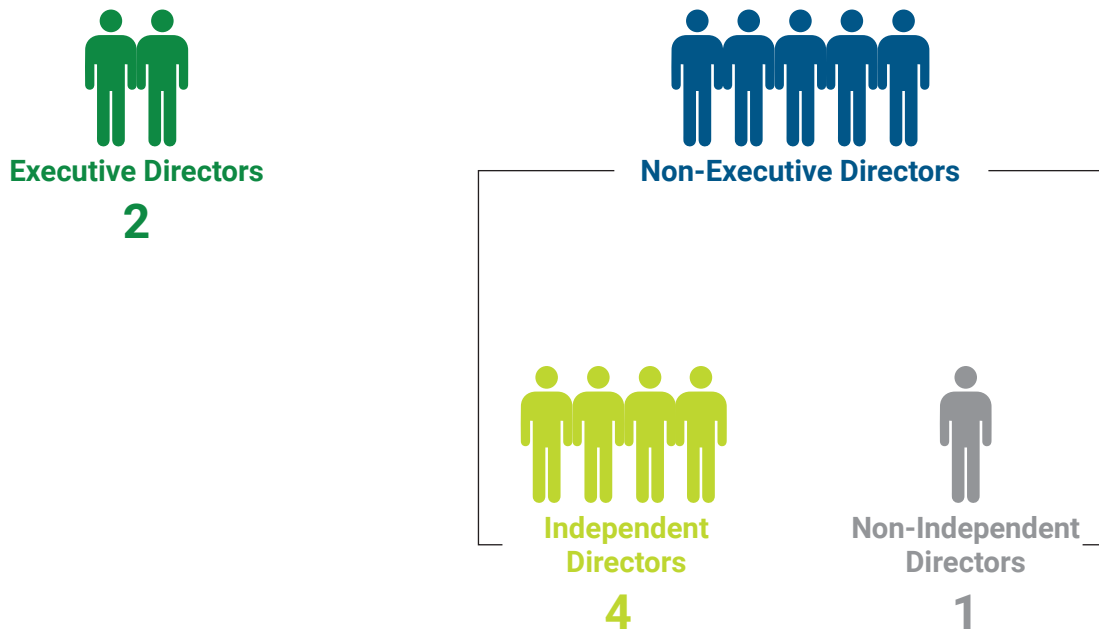 Executive Directors
2
Non-Executive Directors
Independent
Directors
4
Non-Independent
Directors
1